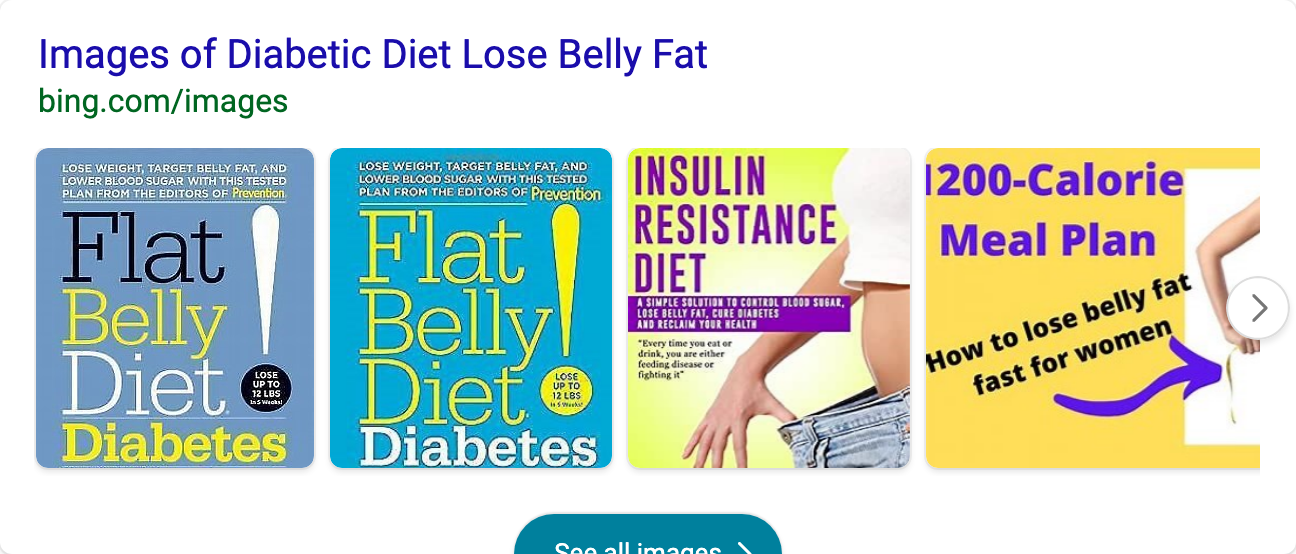 Images of Diabetic Diet Lose Belly Fat
bing.com/images
LOSE WEIGHT, TARGET BELLY FAT, AND
LOWER BLOOD SUGAR WITH THIS TESTED
PLAN FROM THE EDITORS OF Prevention
Flat
Belly
Diet
!
LOSE
UP TO
12 LBS
in 5 Weeks!
Diabetes
LOSE WEIGHT, TARGET BELLY FAT, AND
LOWER BLOOD SUGAR WITH THIS TESTED
PLAN FROM THE EDITORS OF Prevention
Flat
Belly
Diet
!
LOSE
UP TO
12 LBS
in 5 Weeks!
Diabetes
INSULIN
RESISTANCE
DIET
A SIMPLE SOLUTION TO CONTROL BLOOD SUGAR,
LOSE BELLY FAT, CURE DIABETES
AND RECLAIM YOUR HEALTH
"Every time you eat or
drink, you are either
feeding disease or
fighting it"
1200-Calorie
Meal Plan
How to lose belly fat
fast for women
See all images